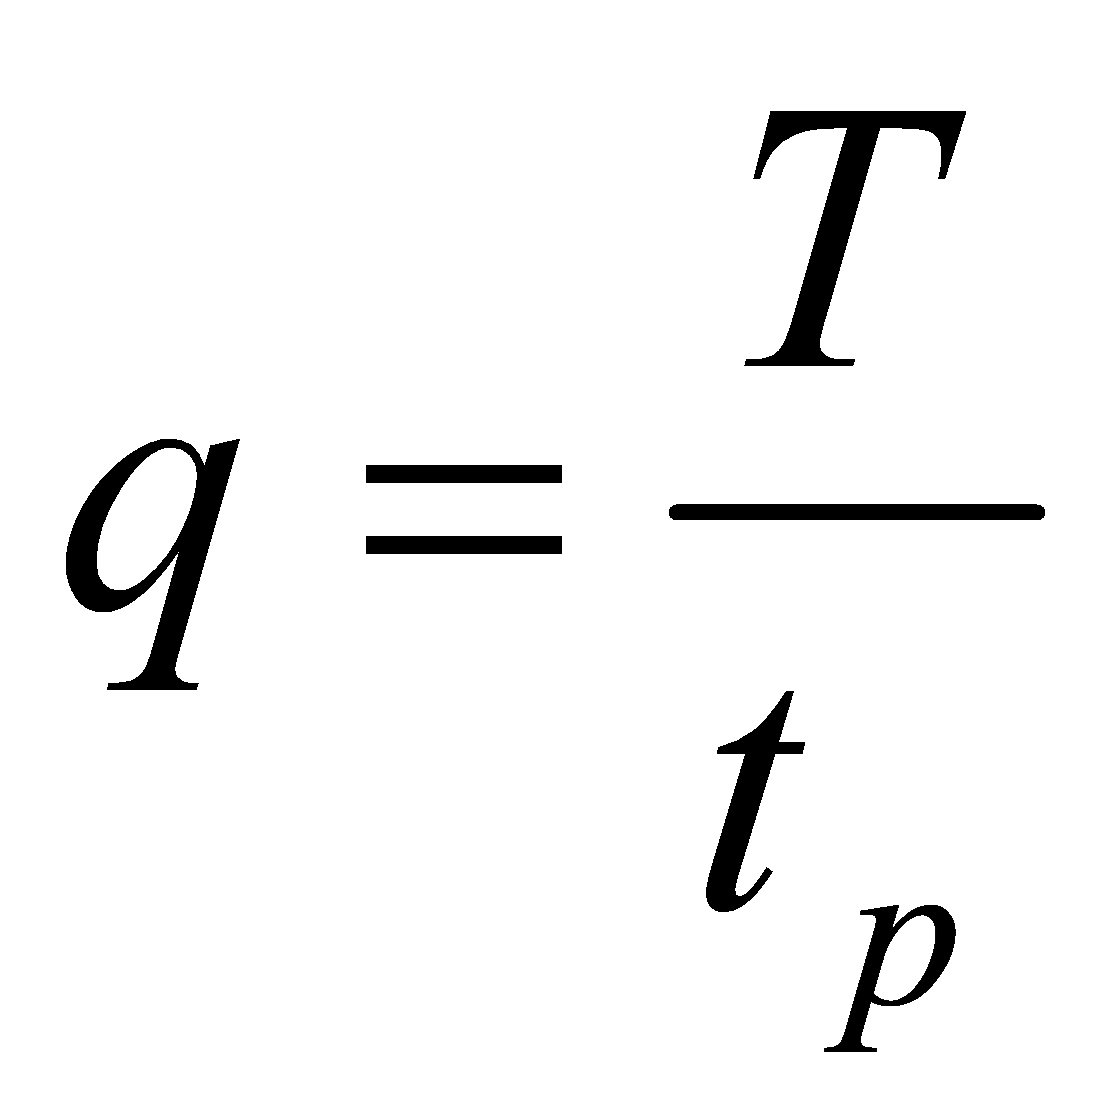 q = T / t_p